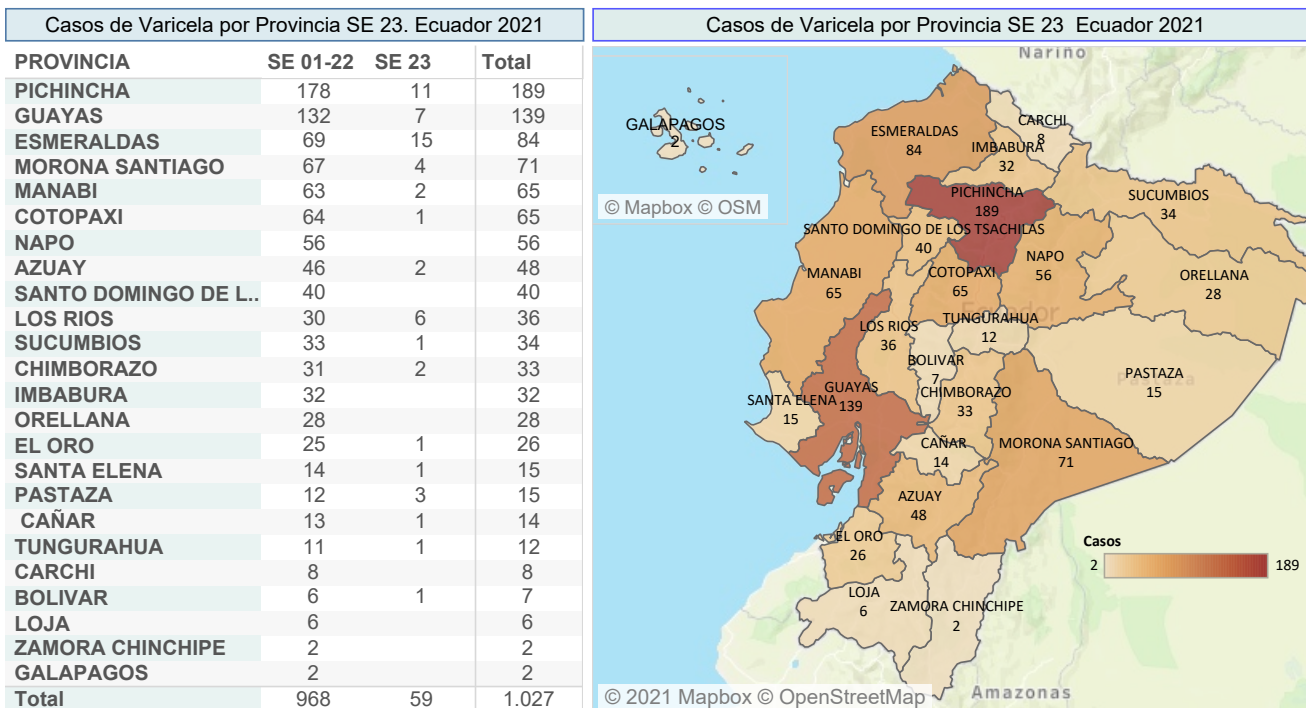 Casos de Varicela por Provincia SE 23. Ecuador 2021
PROVINCIA SE 01-22 SE 23 Total
PICHINCHA 178 11 189
GUAYAS 132 7 139
ESMERALDAS 69 15 84
MORONA SANTIAGO 67 4 71
MANABI 63 2 65
COTOPAXI 64 1 65
NAPO 56 56
AZUAY 46 2 48
SANTO DOMINGO DE L.. 40 40
LOS RIOS 30 6 36
SUCUMBIOS 33 1 34
CHIMBORAZO 31 2 33
IMBABURA 32 32
ORELLANA 28 28
EL ORO 25 1 26
SANTA ELENA 14 1 15
PASTAZA 12 3 15
CAÑAR 13 1 14
TUNGURAHUA 11 1 12
CARCHI 8 8
BOLIVAR 6 1 7
LOJA 6 6
ZAMORA CHINCHIPE 2 2
GALAPAGOS 2 2
Total 968 59 1.027
Casos de Varicela por Provincia SE 23 Ecuador 2021
Nariño
GALAPAGOS
2
© Mapbox © OSM
CARCHI
8
ESMERALDAS
84
IMBABURA
32
PICHINCHA
189
SUCUMBIOS
34
SANTO DOMINGO DE LOS TSACHILAS
40
NAPO
56
MANABI
65
COTOPAXI
65
ORELLANA
28
Ecuador
TUNGURAHUA
12
LOS RIOS
36
BOLIVAR
7
PASTAZA
Pastaza
15
GUAYAS
139
CHIMBORAZO
33
SANTA ELENA
15
CAÑAR
14
MORONA SANTIAGO
71
AZUAY
48
EL ORO
26
Casos
2 189
LOJA
6
ZAMORA CHINCHIPE
2
Amazonas
© 2021 Mapbox © OpenStreetMap